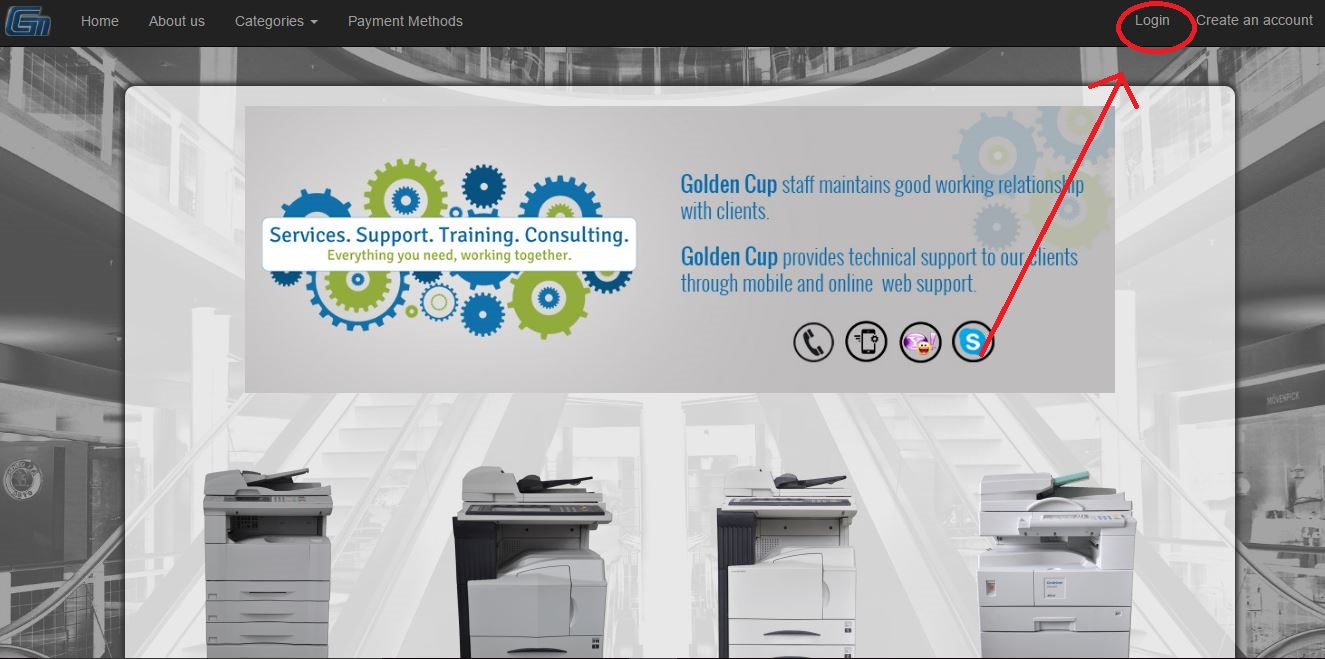 Home About us Categories Payment Methods Login Create an account
Services. Support. Training. Consulting.
Everything you need, working together.
Golden Cup staff maintains good working relationship
with clients.
Golden Cup provides technical support to our clients
through mobile and online web support.
S
MÖVENPICK